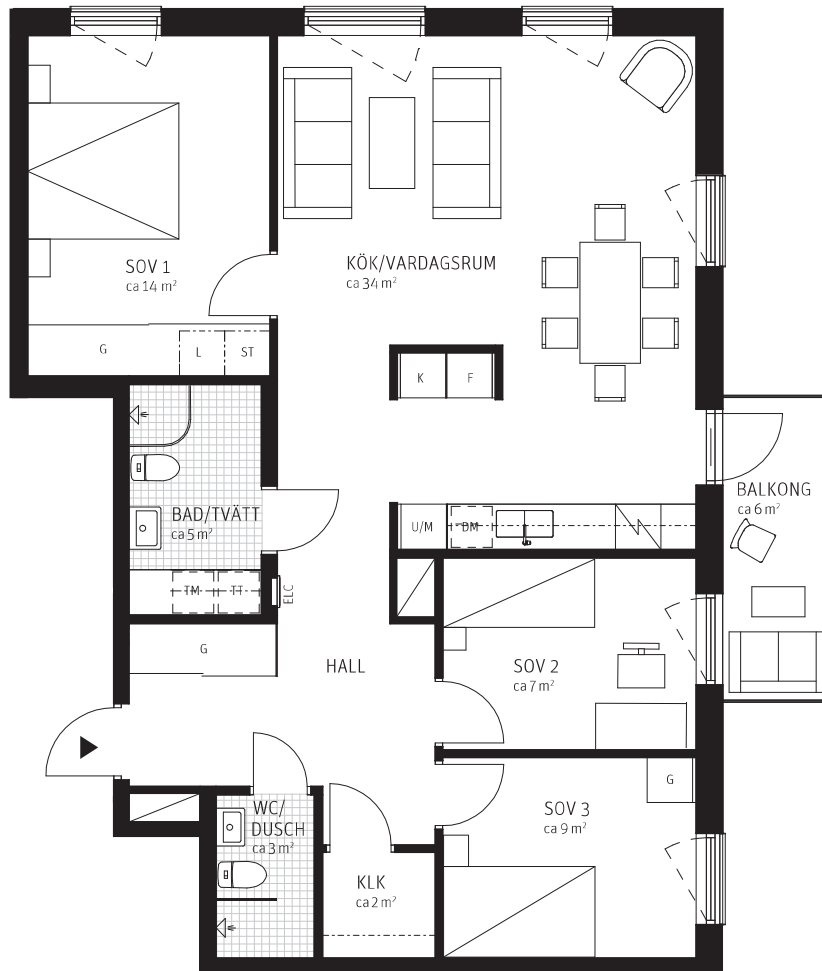 SOV 1
ca 14 m²
KÖK/VARDAGSRUM
ca 34 m²
G
L
ST
K
F
BAD/TVÄTT
ca 5 m²
U/M
DM
BALKONG
ca 6 m²
TM
TT
ELC
G
HALL
SOV 2
ca 7 m²
WC/
DUSCH
ca 3 m²
SOV 3
ca 9 m²
G
KLK
ca 2 m²